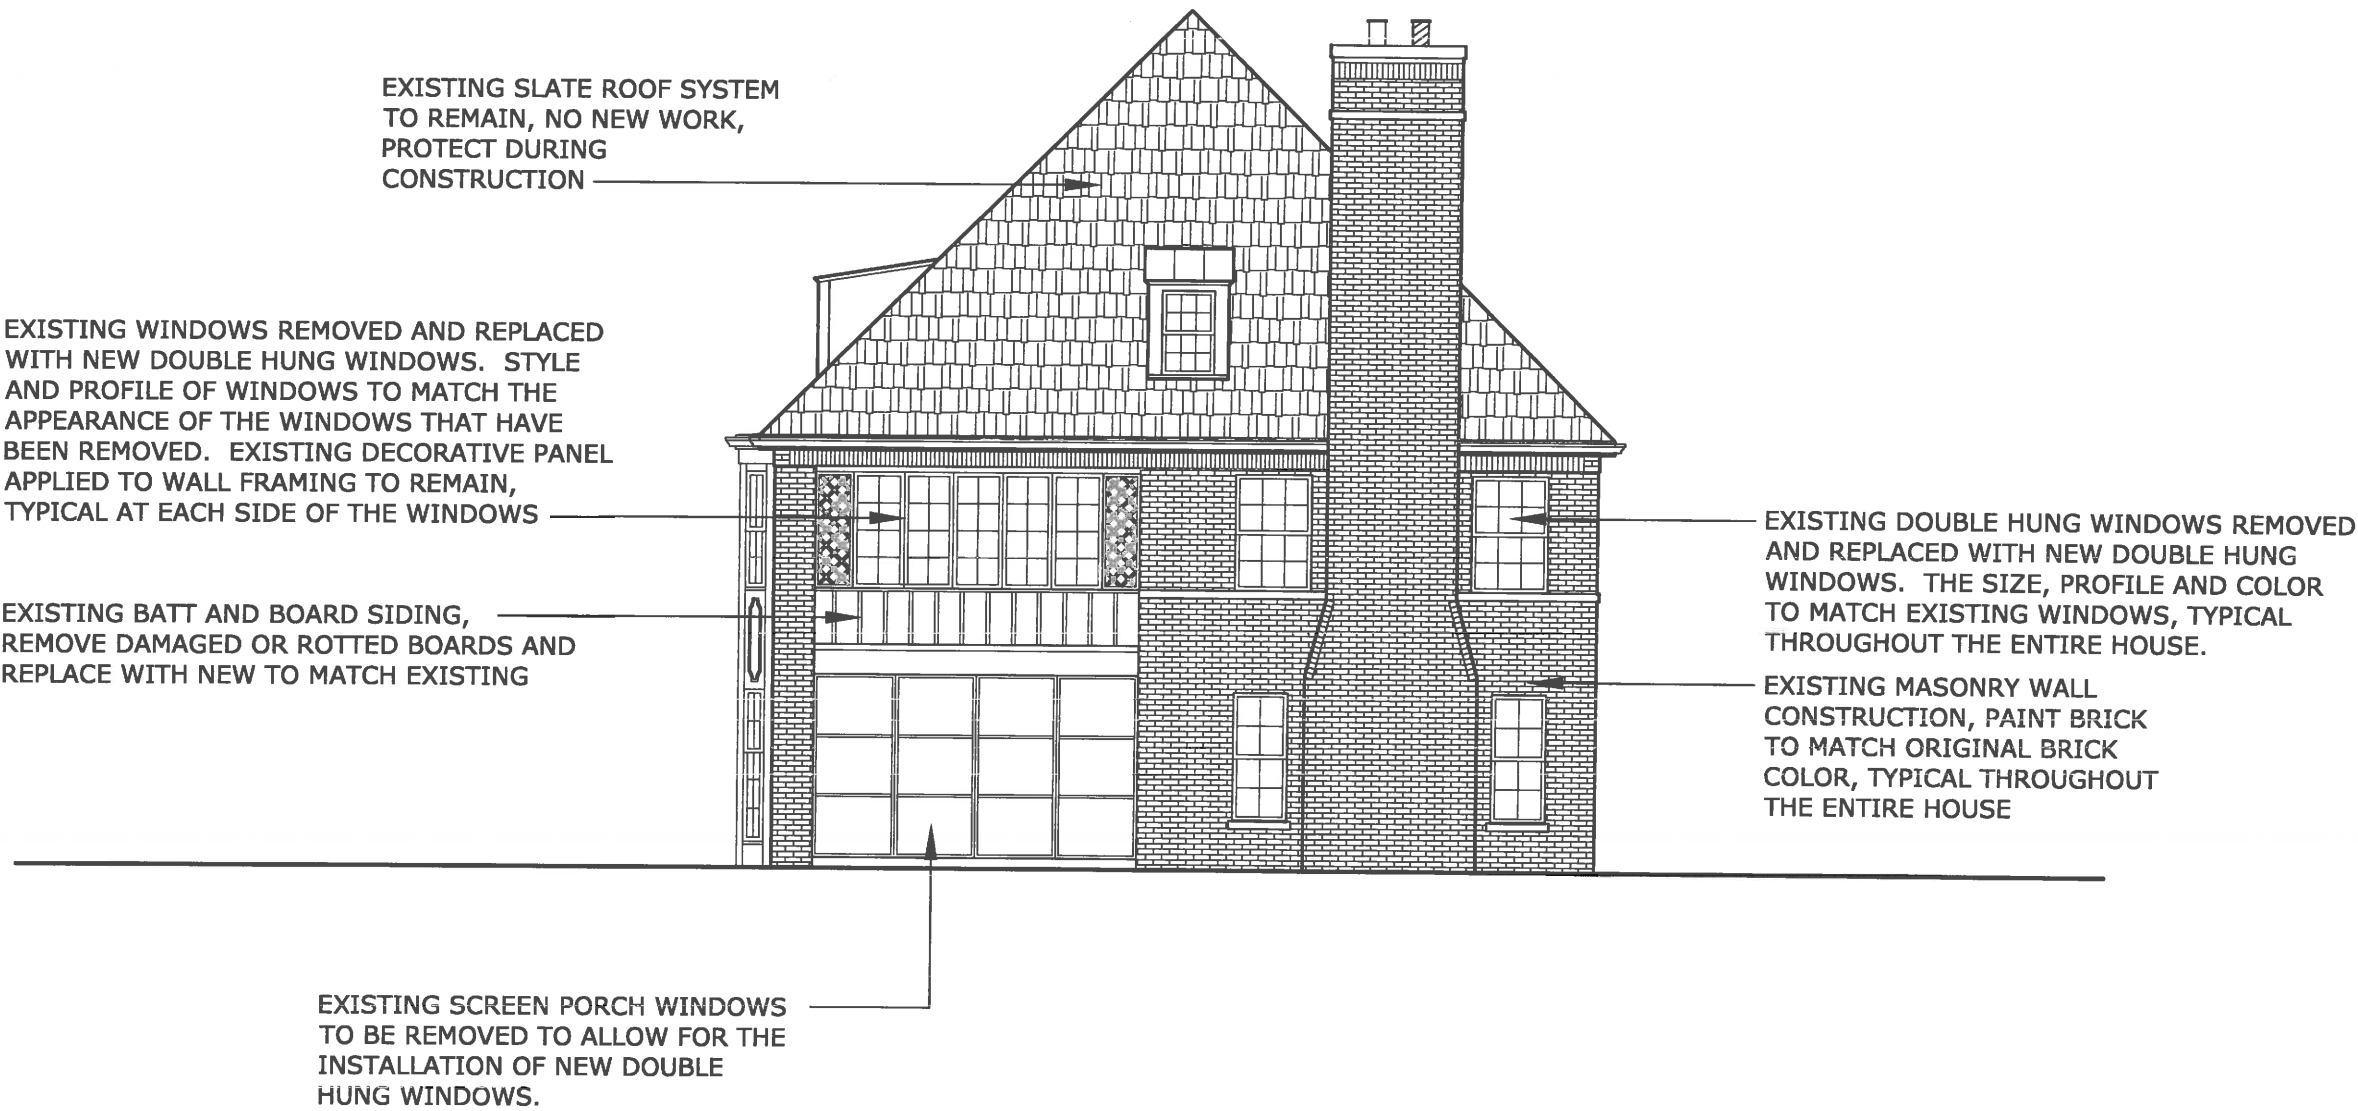 EXISTING SLATE ROOF SYSTEM
TO REMAIN, NO NEW WORK,
PROTECT DURING
CONSTRUCTION
EXISTING WINDOWS REMOVED AND REPLACED
WITH NEW DOUBLE HUNG WINDOWS. STYLE
AND PROFILE OF WINDOWS TO MATCH THE
APPEARANCE OF THE WINDOWS THAT HAVE
BEEN REMOVED. EXISTING DECORATIVE PANEL
APPLIED TO WALL FRAMING TO REMAIN,
TYPICAL AT EACH SIDE OF THE WINDOWS
EXISTING BATT AND BOARD SIDING,
REMOVE DAMAGED OR ROTTED BOARDS AND
REPLACE WITH NEW TO MATCH EXISTING
EXISTING DOUBLE HUNG WINDOWS REMOVED
AND REPLACED WITH NEW DOUBLE HUNG
WINDOWS. THE SIZE, PROFILE AND COLOR
TO MATCH EXISTING WINDOWS, TYPICAL
THROUGHOUT THE ENTIRE HOUSE.
EXISTING MASONRY WALL
CONSTRUCTION, PAINT BRICK
TO MATCH ORIGINAL BRICK
COLOR, TYPICAL THROUGHOUT
THE ENTIRE HOUSE
EXISTING SCREEN PORCH WINDOWS
TO BE REMOVED TO ALLOW FOR THE
INSTALLATION OF NEW DOUBLE
HUNG WINDOWS.